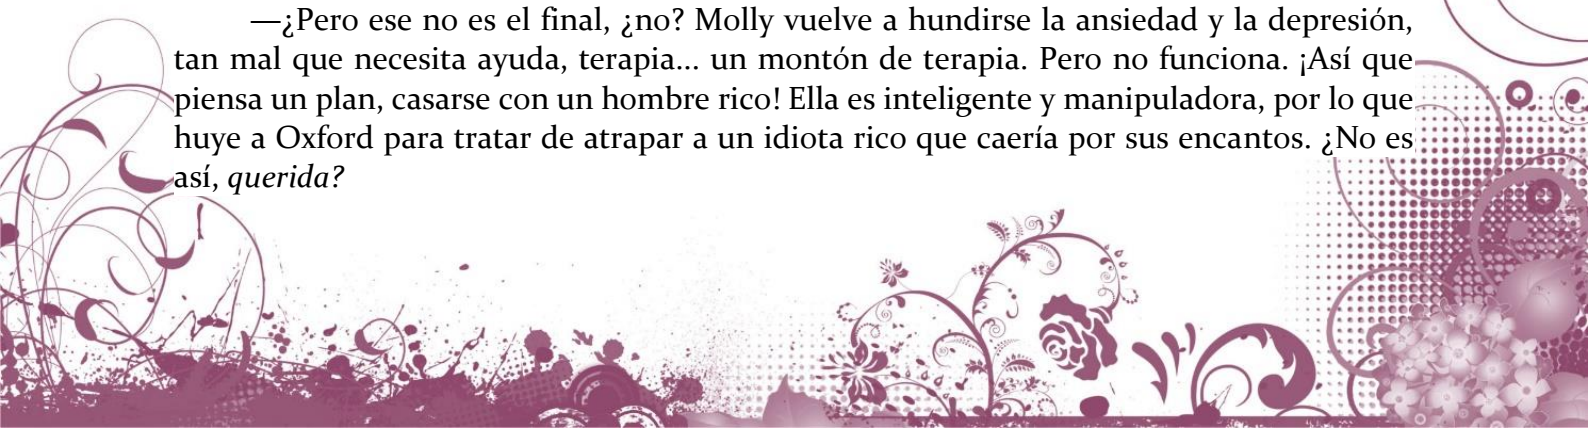 —¿Pero ese no es el final, ¿no? Molly vuelve a hundirse la ansiedad y la depresión,
tan mal que necesita ayuda, terapia... un montón de terapia. Pero no funciona. ¡Así que
piensa un plan, casarse con un hombre rico! Ella es inteligente y manipuladora, por lo que
huye a Oxford para tratar de atrapar a un idiota rico que caería por sus encantos. ¿No es
así, querida?